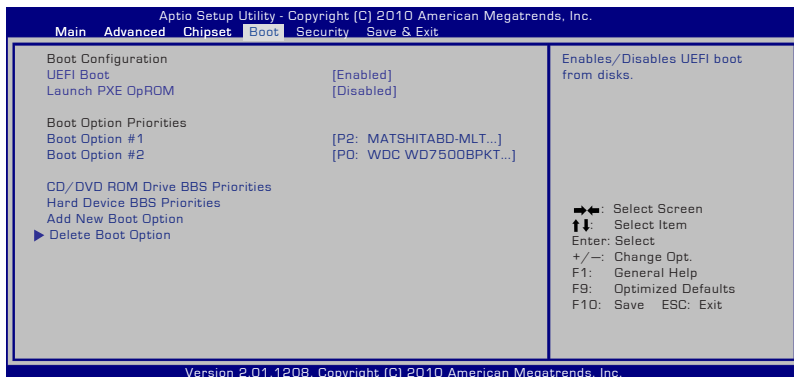 Aptio Setup Utility - Copyright (C) 2010 American Megatrends, Inc.
Main Advanced Chipset Boot Security Save & Exit
Boot Configuration
UEFI Boot [Enabled]
Launch PXE OpROM [Disabled]
Boot Option Priorities
Boot Option #1 [P2: MATSHITABD-MLT...]
Boot Option #2 [P0: WDC WD7500BPKT...]
CD/DVD ROM Drive BBS Priorities
Hard Device BBS Priorities
Add New Boot Option
Delete Boot Option
Enables/Disables UEFI boot
from disks.
→←: Select Screen
↑↓: Select Item
Enter: Select
+/—: Change Opt.
F1: General Help
F9: Optimized Defaults
F10: Save ESC: Exit
Version 2.01.1208. Copyright (C) 2010 American Megatrends, Inc.